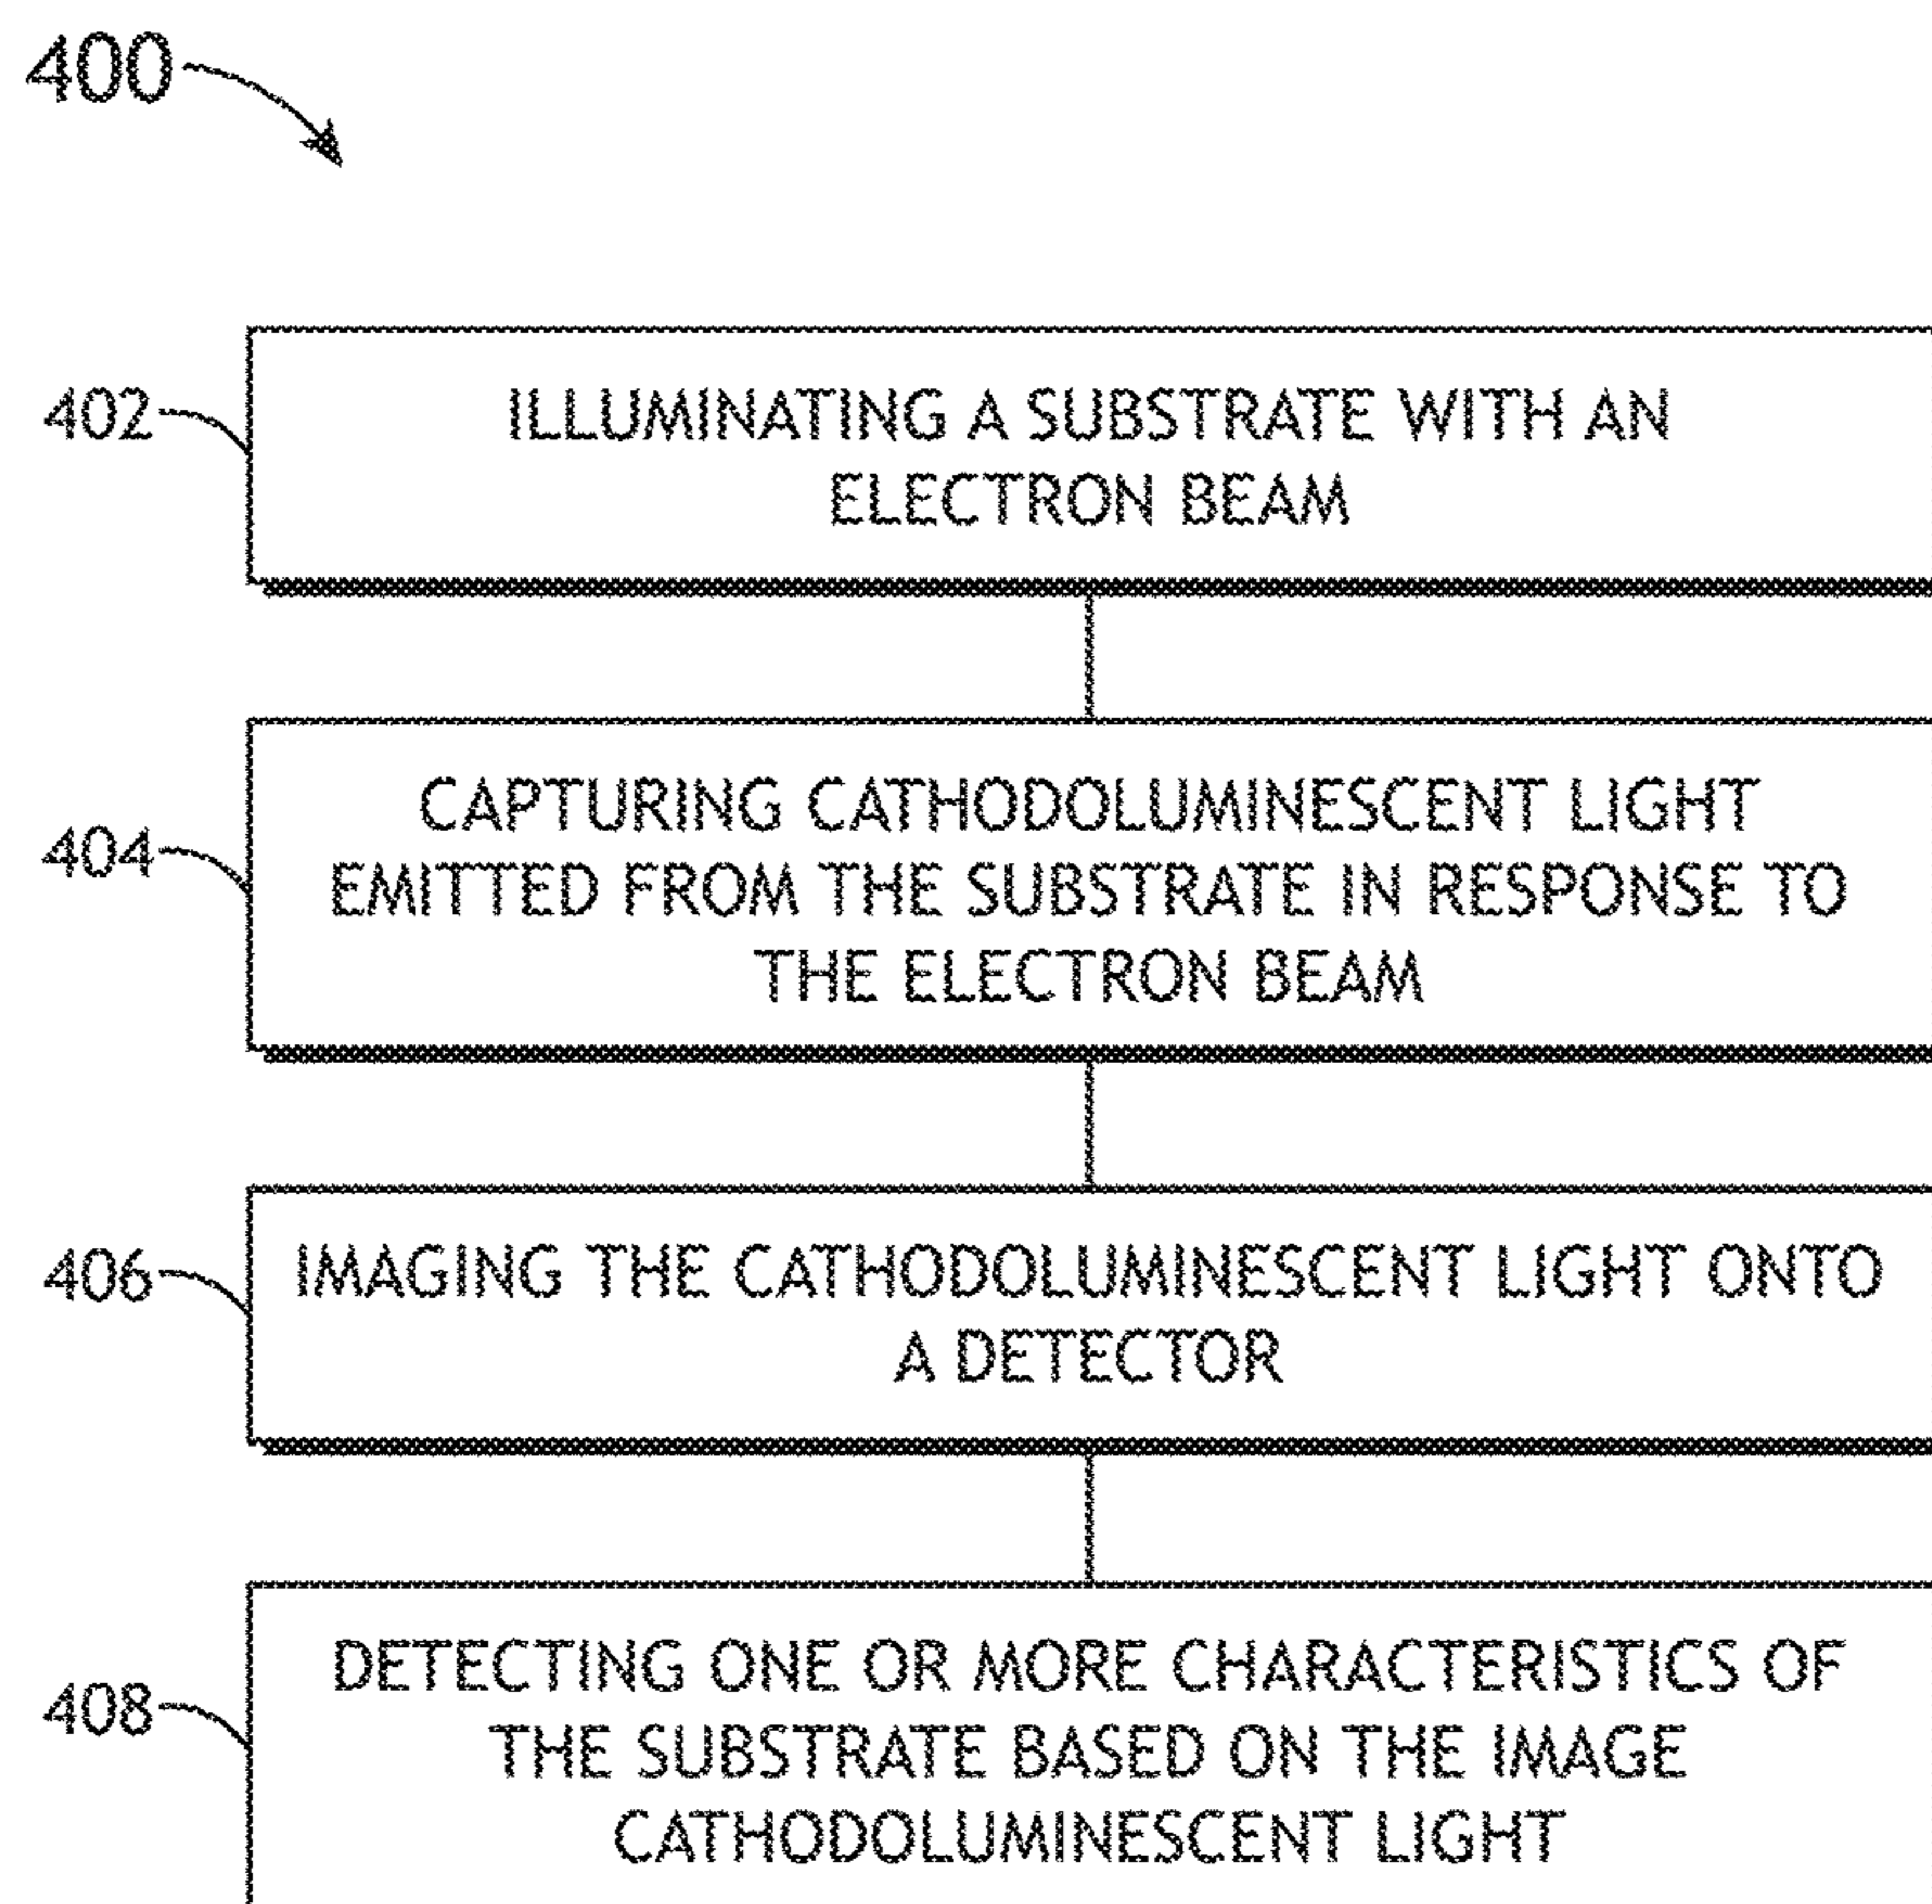 400
402
ILLUMINATING A SUBSTRATE WITH AN
ELECTRON BEAM
404
CAPTURING CATHODOLUMINESCENT LIGHT
EMITTED FROM THE SUBSTRATE IN RESPONSE TO
THE ELECTRON BEAM
406
IMAGING THE CATHODOLUMINESCENT LIGHT ONTO
A DETECTOR
408
DETECTING ONE OR MORE CHARACTERISTICS OF
THE SUBSTRATE BASED ON THE IMAGE
CATHODOLUMINESCENT LIGHT